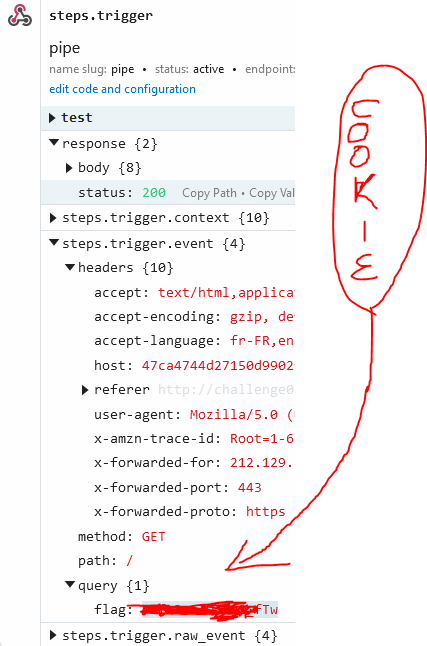 steps.trigger
pipe
name slug: pipe • status: active • endpoint:
edit code and configuration
test
response {2}
body {8}
status: 200 Copy Path • Copy Val
steps.trigger.context {10}
steps.trigger.event {4}
headers {10}
accept: text/html,applicat
accept-encoding: gzip, de
accept-language: fr-FR,en
host: 47ca4744d27150d9902
referer http://challenge0
user-agent: Mozilla/5.0 (
x-amzn-trace-id: Root=1-6
x-forwarded-for: 212.129.
x-forwarded-port: 443
x-forwarded-proto: https
method: GET
path: /
query {1}
flag: fTw
steps.trigger.raw_event {4}
COOKIE